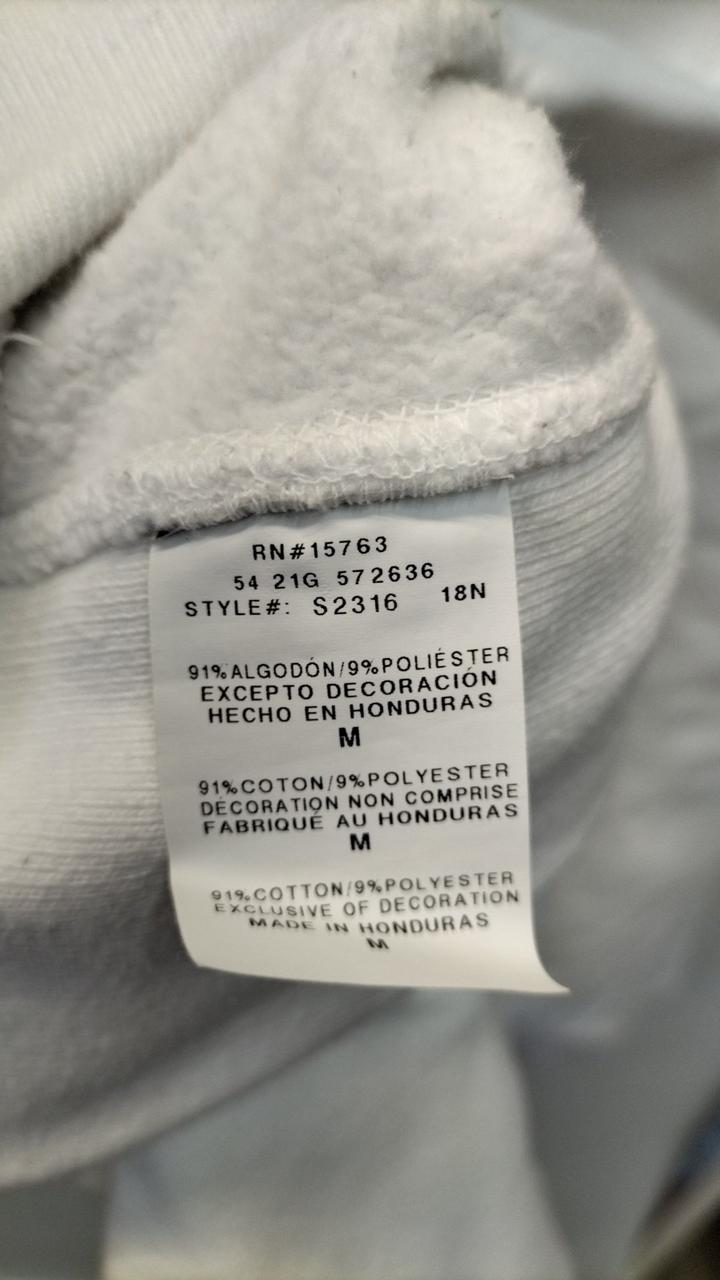 RN#15763
54 21G 572636
STYLE#: S2316 18N
91%ALGODÓN/9%POLIÉSTER
EXCEPTO DECORACIÓN
HECHO EN HONDURAS
M
91%COTON/9%POLYESTER
DÉCORATION NON COMPRISE
FABRIQUÉ AU HONDURAS
M
91%COTTON/9%POLYESTER
EXCLUSIVE OF DECORATION
MADE IN HONDURAS
M